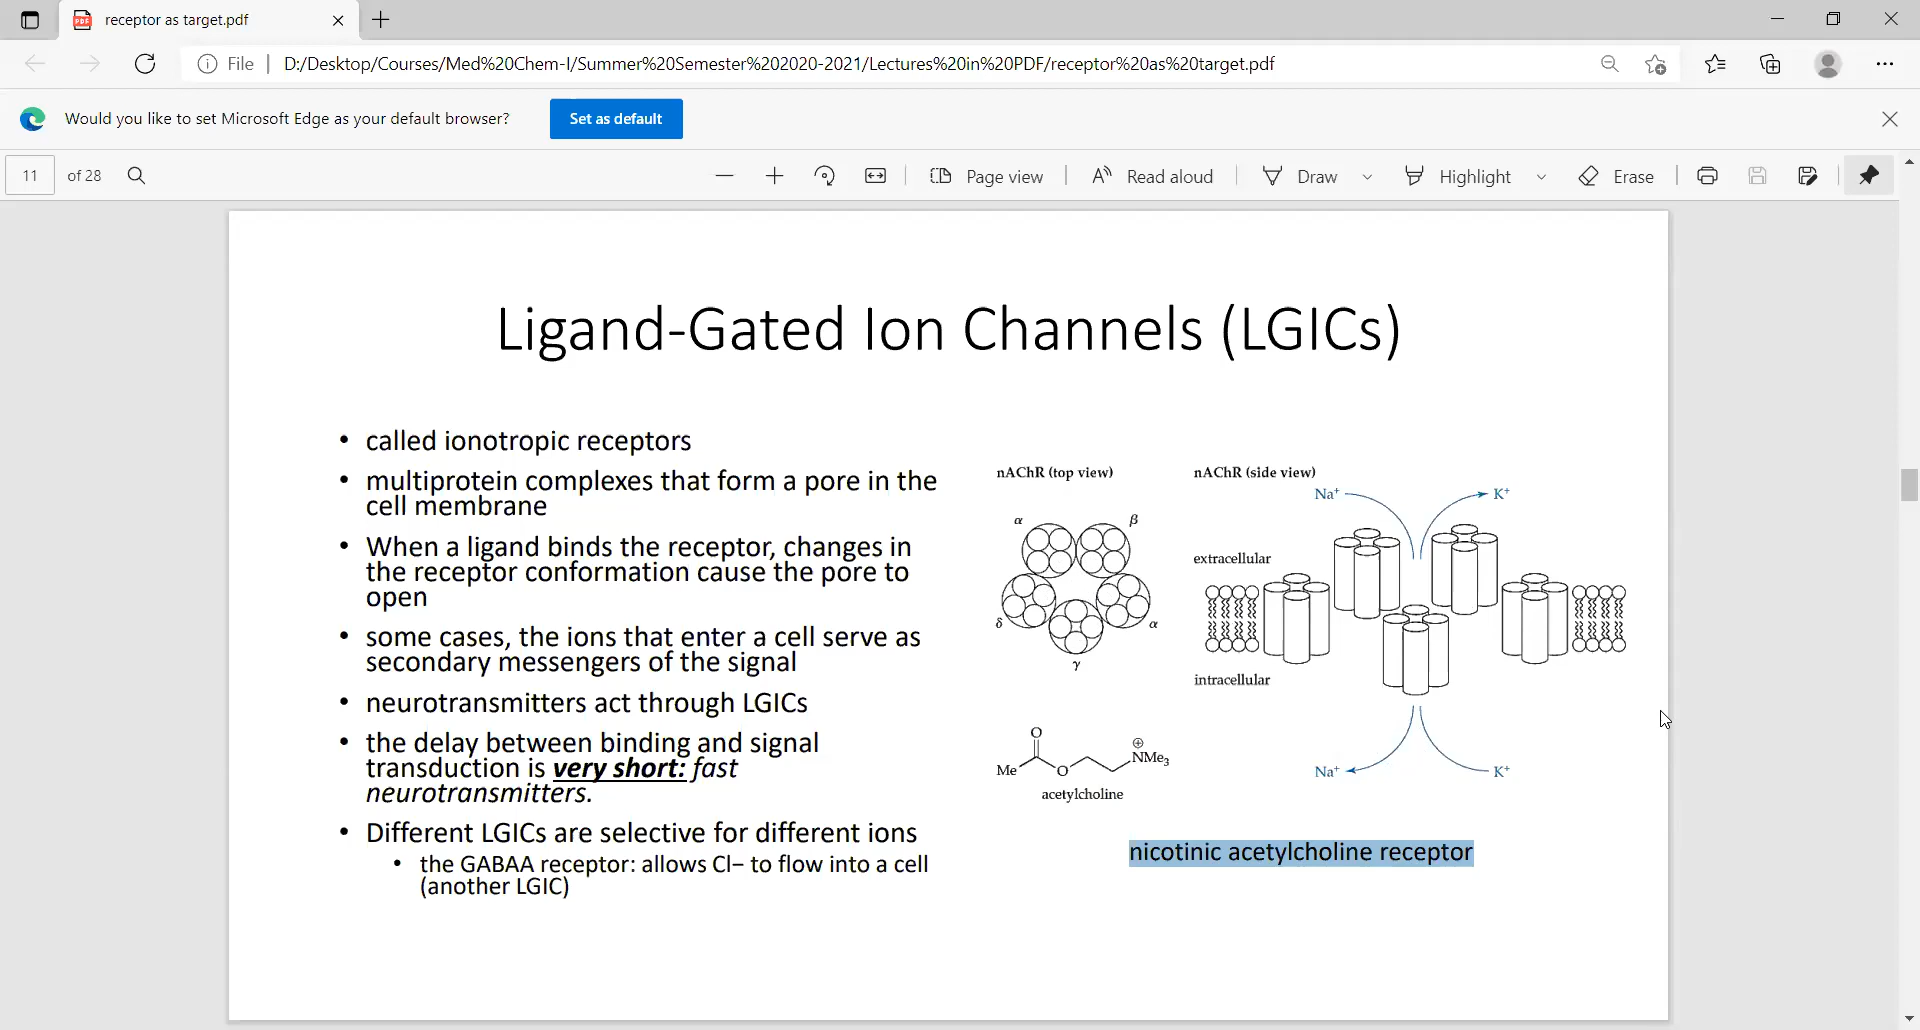 receptor as target.pdf
File
D:/Desktop/Courses/Med%20Chem-I/Summer%20Semester%202020-2021/Lectures%20in%20PDF/receptor%20as%20target.pdf
Would you like to set Microsoft Edge as your default browser?
Set as default
11 of 28
Page view
Read aloud
Draw
Highlight
Erase
Ligand-Gated Ion Channels (LGICs)
• called ionotropic receptors
• multiprotein complexes that form a pore in the
cell membrane
• When a ligand binds the receptor, changes in
the receptor conformation cause the pore to
open
• some cases, the ions that enter a cell serve as
secondary messengers of the signal
• neurotransmitters act through LGICs
• the delay between binding and signal
transduction is very short: fast
neurotransmitters.
• Different LGICs are selective for different ions
• the GABAA receptor: allows Cl− to flow into a cell
(another LGIC)
nAChR (top view)
α
β
δ
α
γ
O
Me
O
⊕
NMe₃
acetylcholine
nAChR (side view)
Na⁺
K⁺
extracellular
intracellular
Na⁺
K⁺
nicotinic acetylcholine receptor